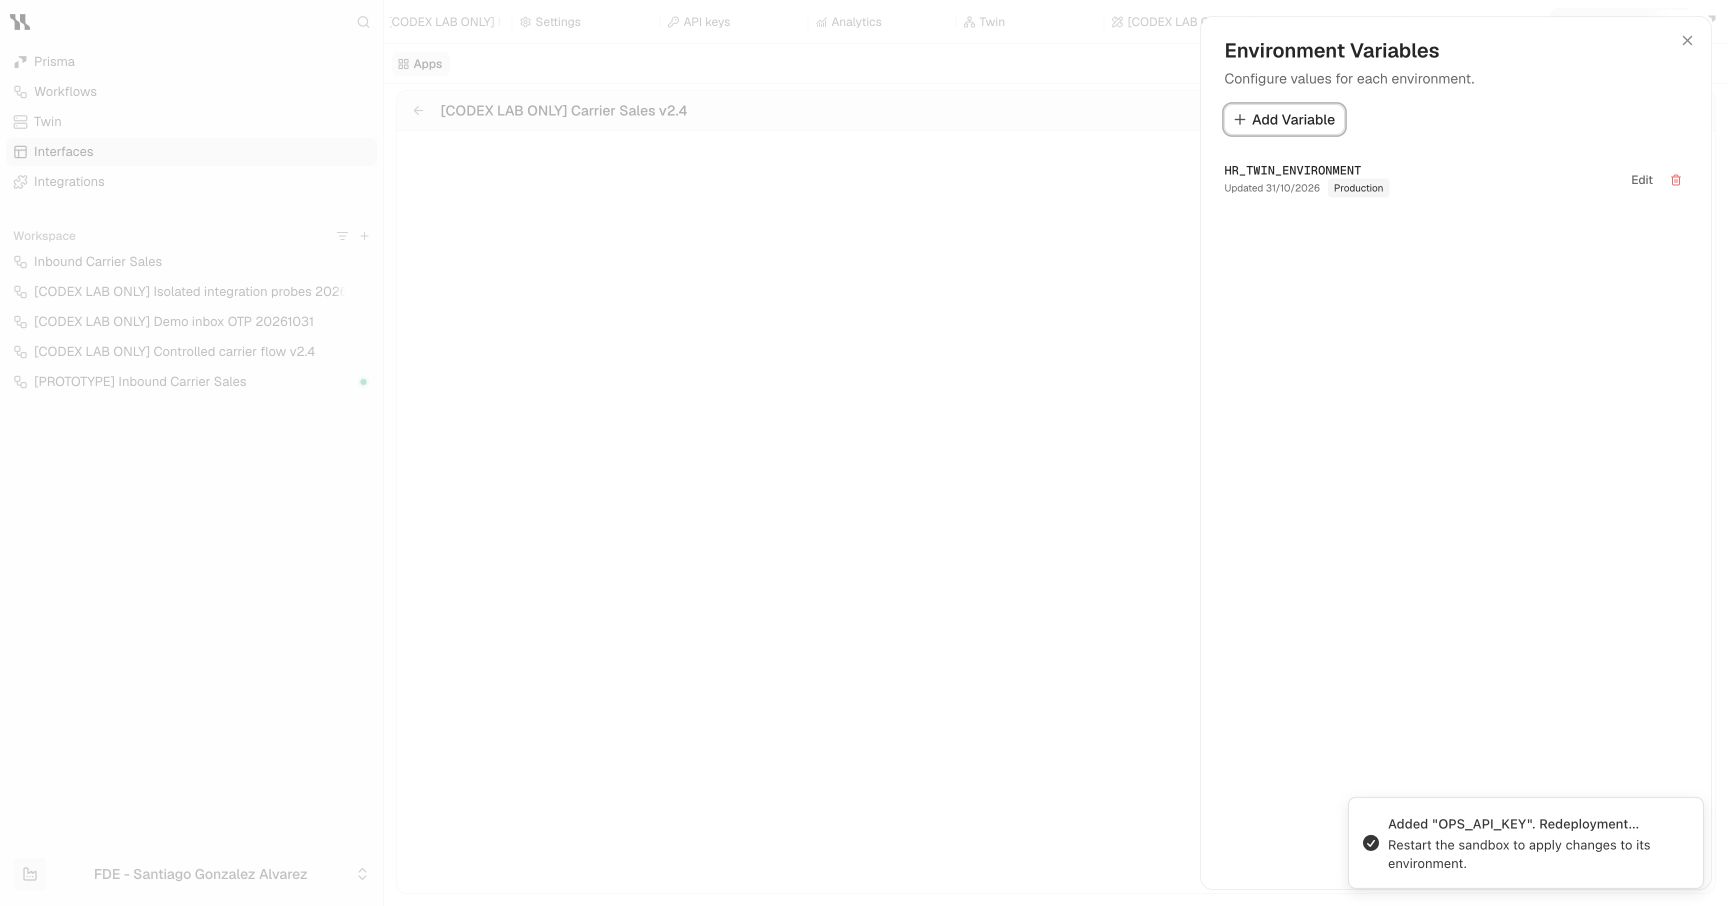 [CODEX LAB ONLY]
Settings
API keys
Analytics
Twin
[CODEX LAB
Prisma
Workflows
Twin
Interfaces
Integrations
Workspace
Inbound Carrier Sales
[CODEX LAB ONLY] Isolated integration probes 202
[CODEX LAB ONLY] Demo inbox OTP 20261031
[CODEX LAB ONLY] Controlled carrier flow v2.4
[PROTOTYPE] Inbound Carrier Sales
FDE - Santiago Gonzalez Alvarez
Apps
[CODEX LAB ONLY] Carrier Sales v2.4
Environment Variables
Configure values for each environment.
+ Add Variable
HR_TWIN_ENVIRONMENT
Updated 31/10/2026 Production
Edit
Added "OPS_API_KEY". Redeployment...
Restart the sandbox to apply changes to its
environment.